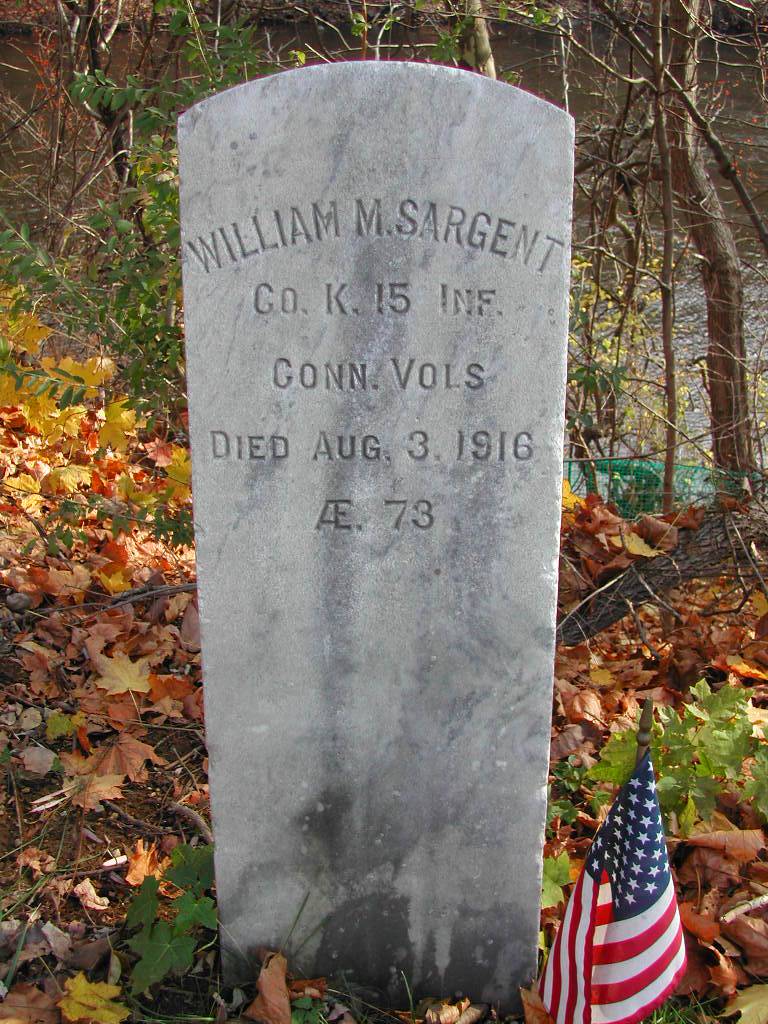 WILLIAM M. SARGENT
CO. K. 15 INF.
CONN. VOLS
DIED AUG. 3. 1916
Æ. 73